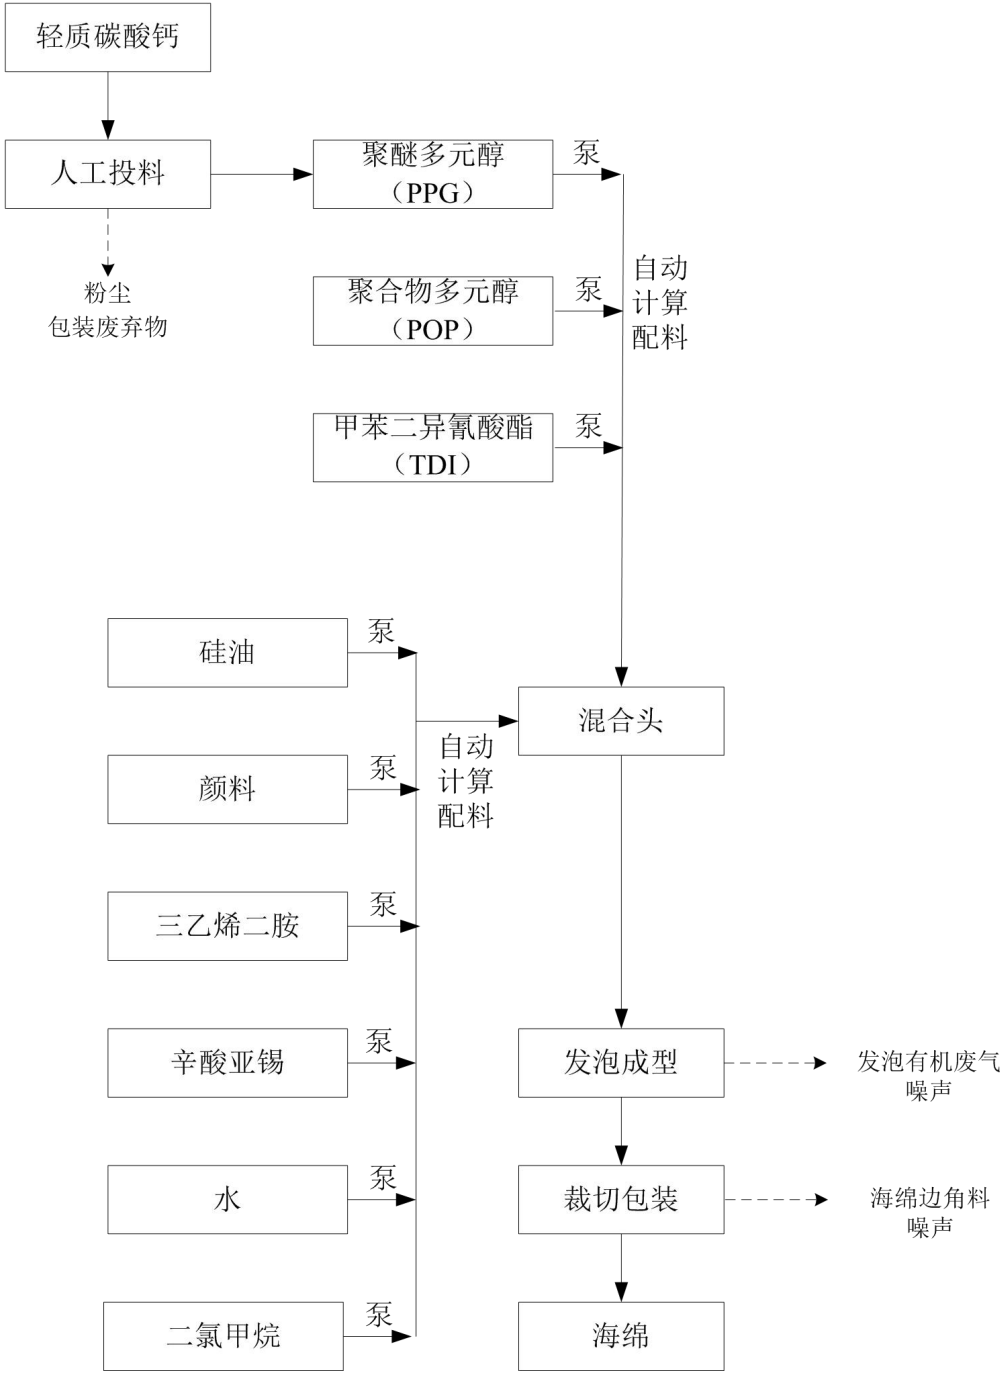 轻质碳酸钙
人工投料
粉尘
包装废弃物
聚醚多元醇
（PPG）
泵
聚合物多元醇
（POP）
泵
甲苯二异氰酸酯
（TDI）
泵
自动
计算
配料
硅油
泵
颜料
泵
三乙烯二胺
泵
辛酸亚锡
泵
水
泵
二氯甲烷
泵
自动
计算
配料
混合头
发泡成型
发泡有机废气
噪声
裁切包装
海绵边角料
噪声
海绵